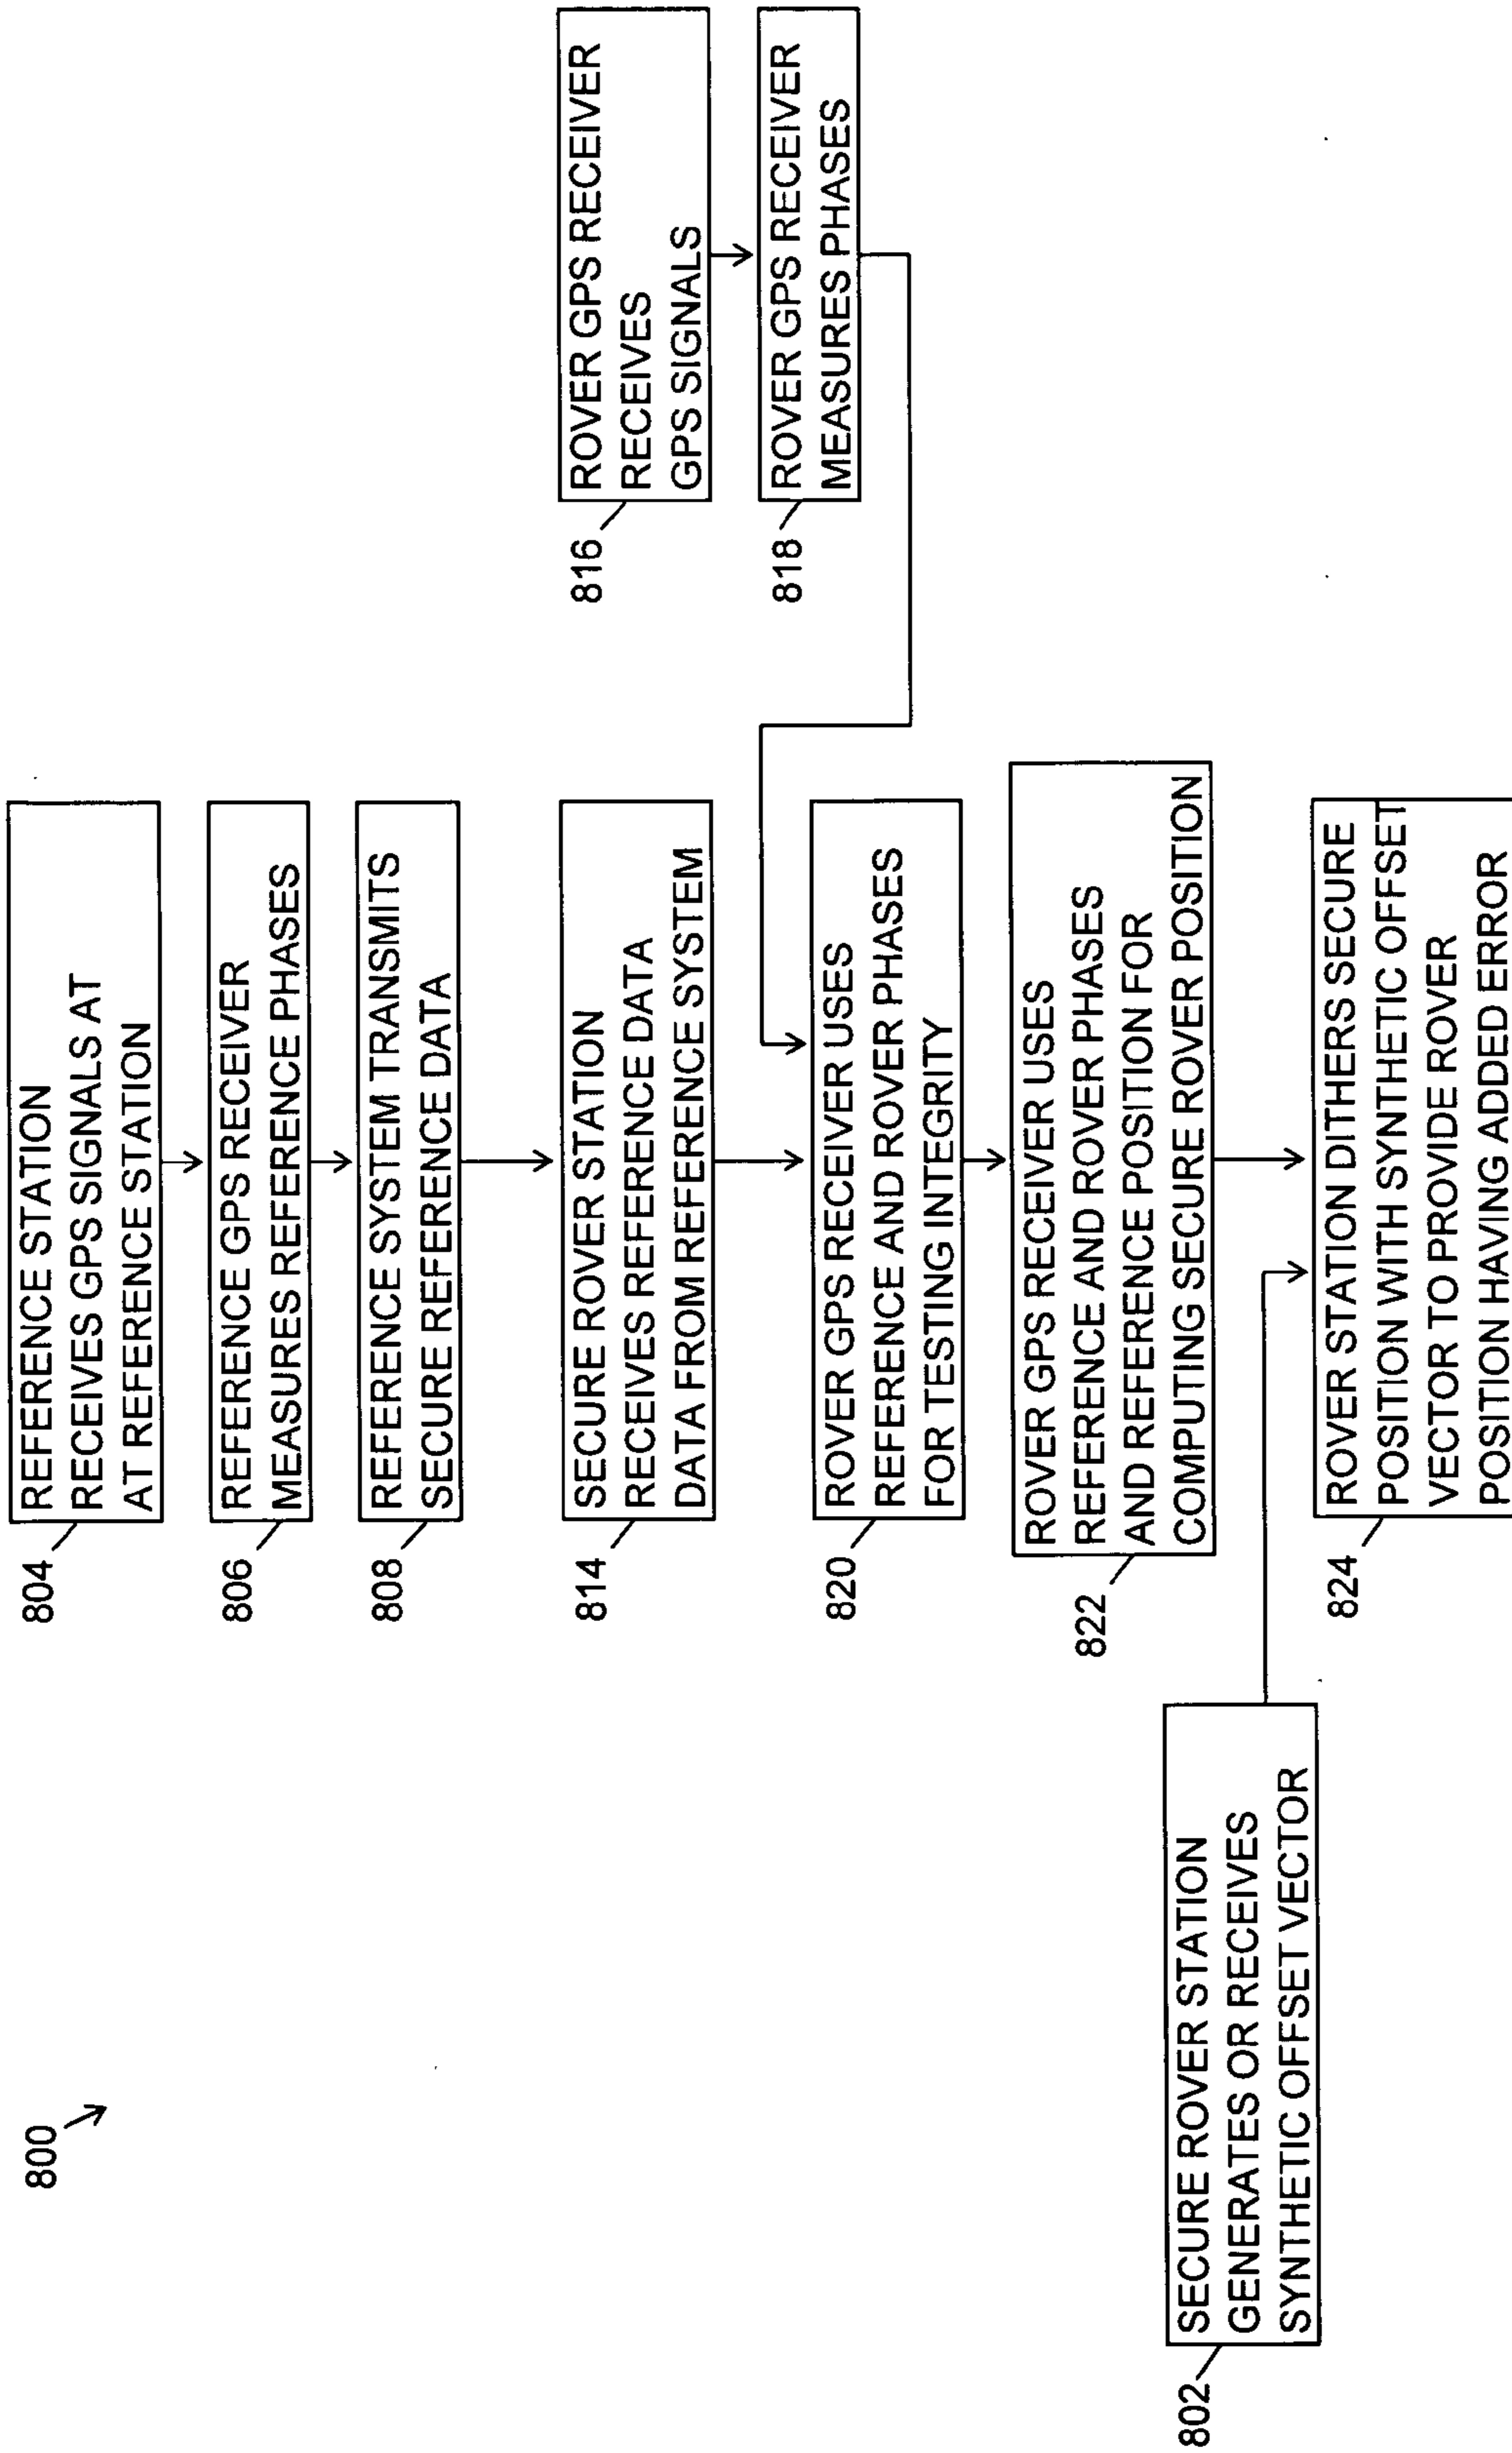 800
804
REFERENCE STATION
RECEIVES GPS SIGNALS AT
AT REFERENCE STATION
806
REFERENCE GPS RECEIVER
MEASURES REFERENCE PHASES
808
REFERENCE SYSTEM TRANSMITS
SECURE REFERENCE DATA
814
SECURE ROVER STATION
RECEIVES REFERENCE DATA
DATA FROM REFERENCE SYSTEM
816
ROVER GPS RECEIVER
RECEIVES
GPS SIGNALS
818
ROVER GPS RECEIVER
MEASURES PHASES
820
ROVER GPS RECEIVER USES
REFERENCE AND ROVER PHASES
FOR TESTING INTEGRITY
822
ROVER GPS RECEIVER USES
REFERENCE AND ROVER PHASES
AND REFERENCE POSITION FOR
COMPUTING SECURE ROVER POSITION
802
SECURE ROVER STATION
GENERATES OR RECEIVES
SYNTHETIC OFFSET VECTOR
824
ROVER STATION DITHERS SECURE
POSITION WITH SYNTHETIC OFFSET
VECTOR TO PROVIDE ROVER
POSITION HAVING ADDED ERROR